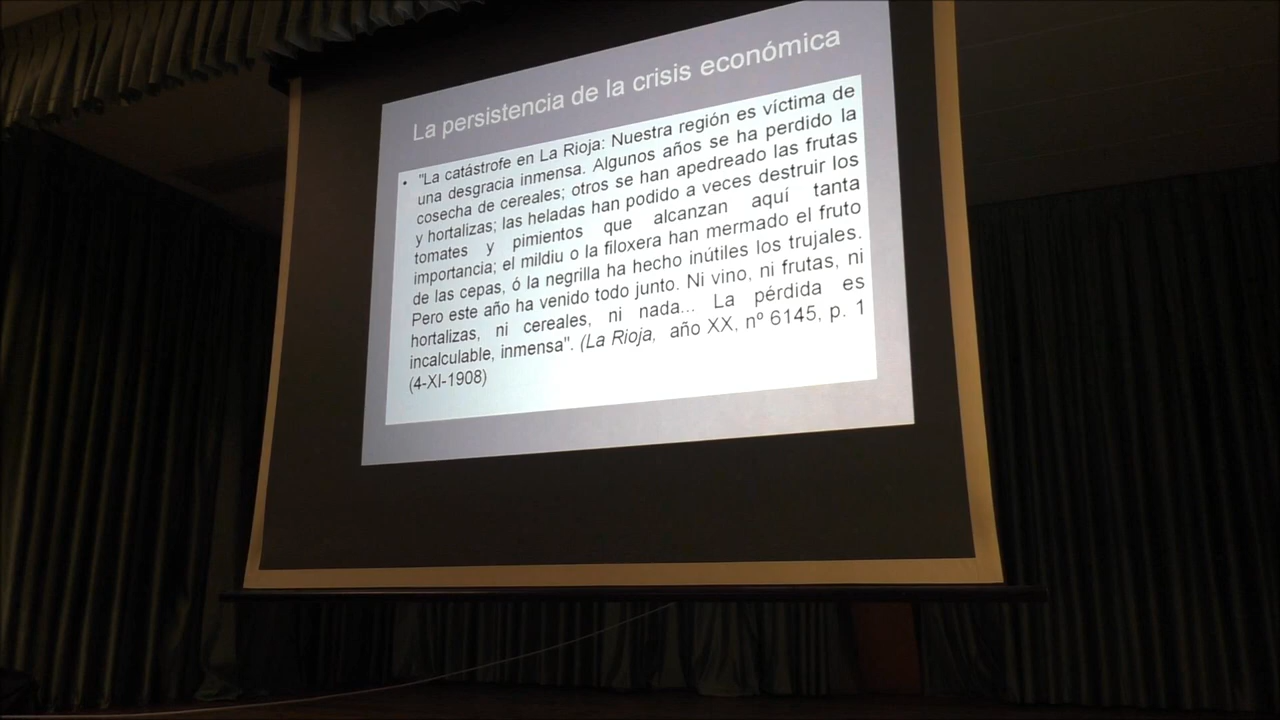 La persistencia de la crisis económica
• "La catástrofe en La Rioja: Nuestra región es víctima de
una desgracia inmensa. Algunos años se ha perdido la
cosecha de cereales; otros se han apedreado las frutas
y hortalizas; las heladas han podido a veces destruir los
tomates y pimientos que alcanzan aquí tanta
importancia; el mildiu o la filoxera han mermado el fruto
de las cepas, ó la negrilla ha hecho inútiles los trujales.
Pero este año ha venido todo junto. Ni vino, ni frutas, ni
hortalizas, ni cereales, ni nada... La pérdida es
incalculable, inmensa". (La Rioja, año XX, nº 6145, p. 1
(4-XI-1908)